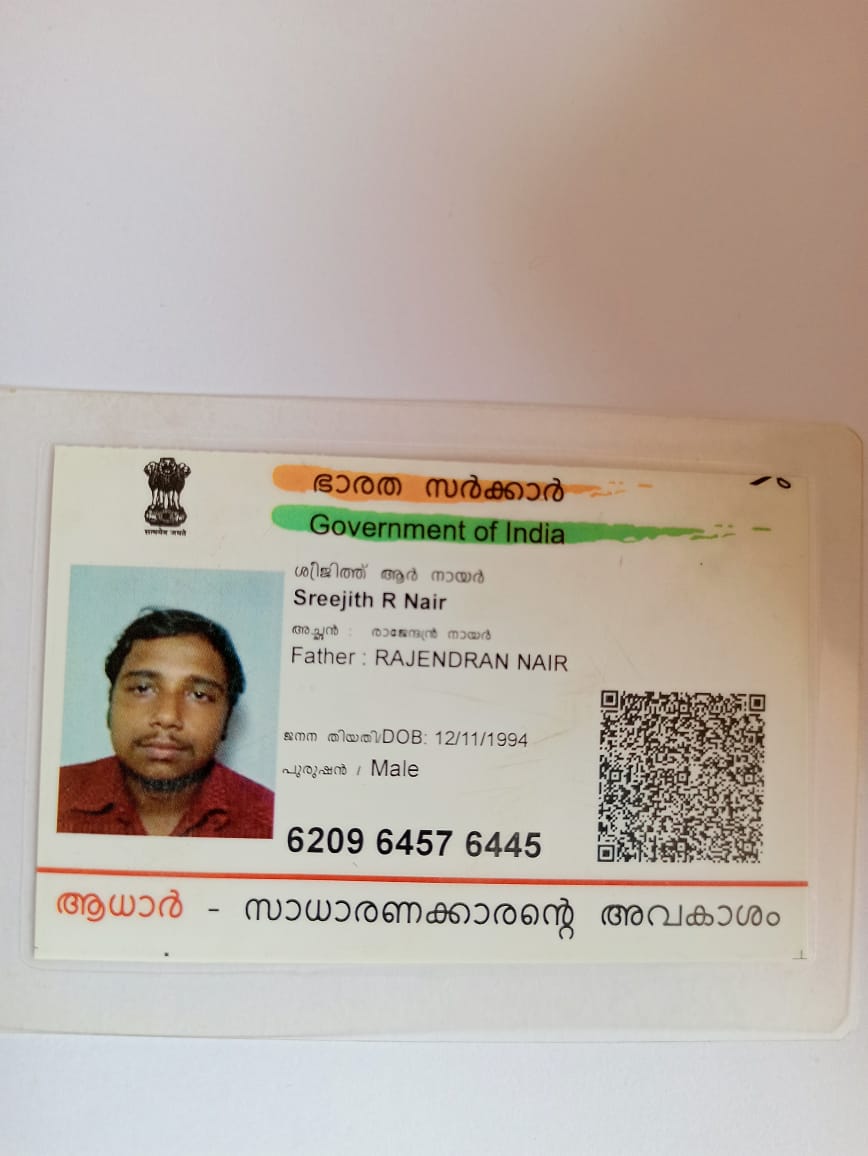 ഭാരത സർക്കാർ
Government of India
सत्यमेव जयते
ശ്രീജിത്ത് ആർ നായർ
Sreejith R Nair
അച്ഛൻ : രാജേന്ദ്രൻ നായർ
Father : RAJENDRAN NAIR
ജനന തിയതി/DOB: 12/11/1994
പുരുഷൻ / Male
6209 6457 6445
ആധാർ - സാധാരണക്കാരന്റെ അവകാശം